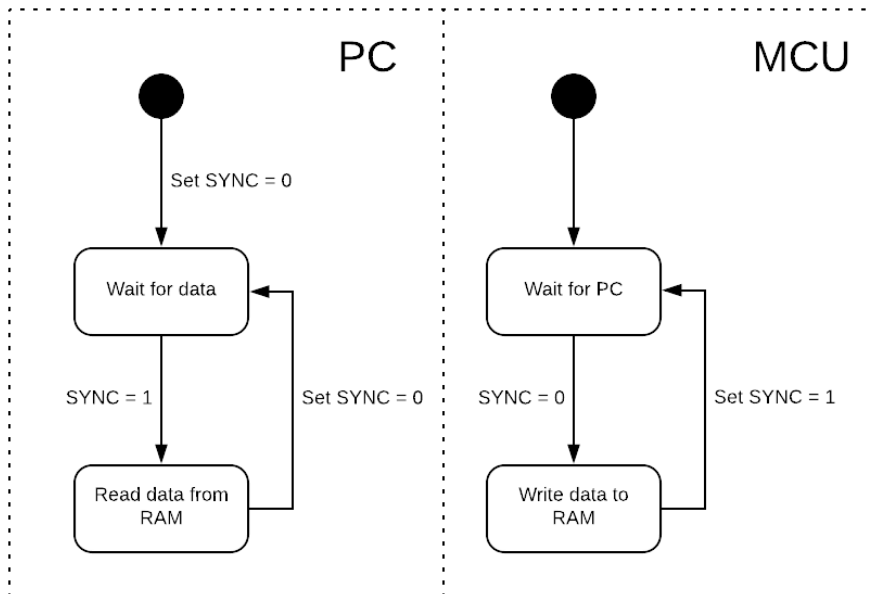 PC
Set SYNC = 0
Wait for data
SYNC = 1
Set SYNC = 0
Read data from
RAM
MCU
Wait for PC
SYNC = 0
Set SYNC = 1
Write data to
RAM